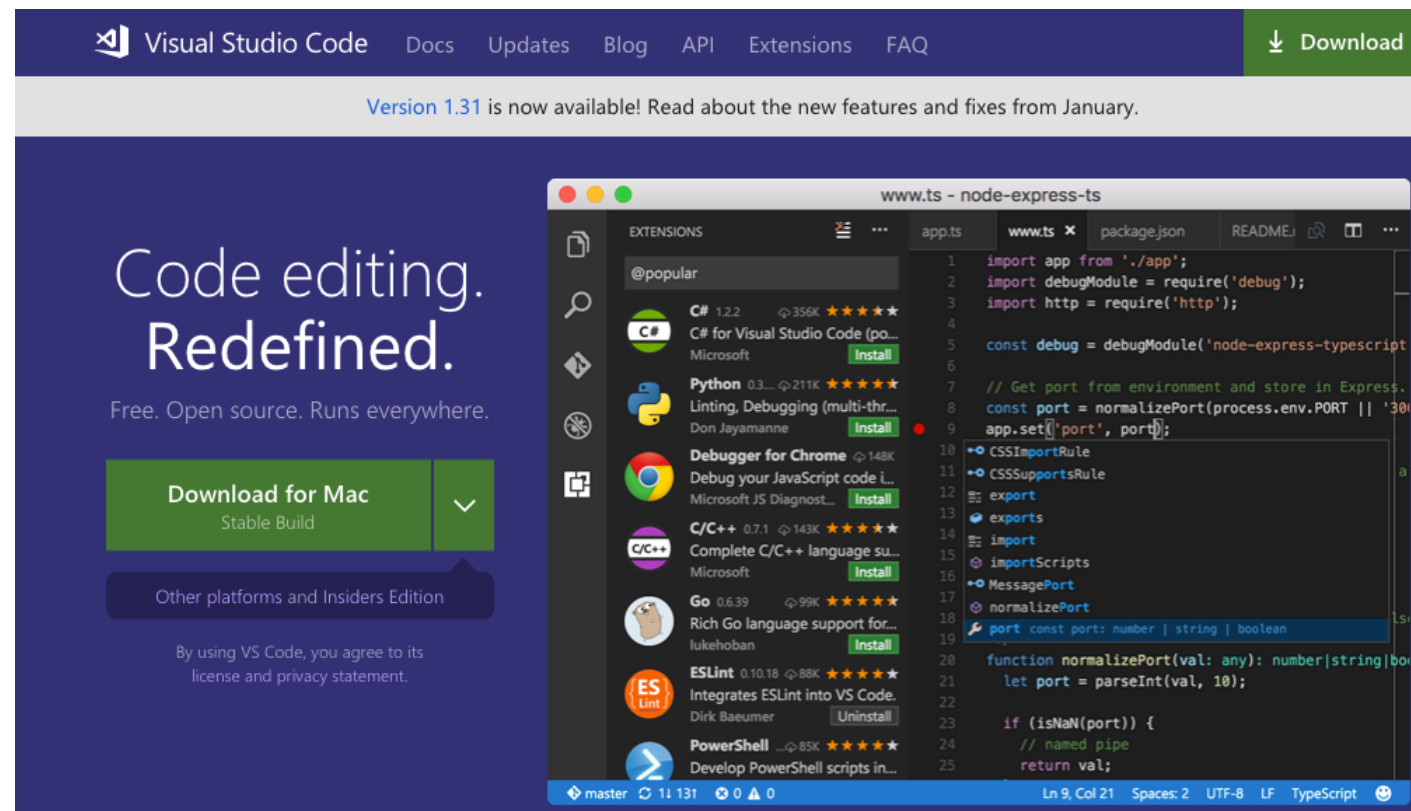 Visual Studio Code Docs Updates Blog API Extensions FAQ Download
Version 1.31 is now available! Read about the new features and fixes from January.
Code editing.
Redefined.
Free. Open source. Runs everywhere.
Download for Mac
Stable Build
Other platforms and Insiders Edition
By using VS Code, you agree to its
license and privacy statement.
www.ts - node-express-ts
EXTENSIONS
@popular
C# 1.2.2 356K
C#
C# for Visual Studio Code (po...
Microsoft Install
Python 0.3... 211K
Linting, Debugging (multi-thr...
Don Jayamanne Install
Debugger for Chrome 148K
Debug your JavaScript code i...
Microsoft JS Diagnost... Install
C/C++ 0.7.1 143K
C/C++
Complete C/C++ language su...
Microsoft Install
Go 0.6.39 99K
Rich Go language support for...
lukehoban Install
ESLint 0.10.18 88K
ES
Lint
Integrates ESLint into VS Code.
Dirk Baeumer Uninstall
PowerShell ... 85K
Develop PowerShell scripts in...
app.ts www.ts × package.json README.
1 import app from './app';
2 import debugModule = require('debug');
3 import http = require('http');
4
5 const debug = debugModule('node-express-typescript
6
7 // Get port from environment and store in Express.
8 const port = normalizePort(process.env.PORT || '300
9 app.set('port', port);
10 CSSImportRule
11 CSSSupportsRule a
12 export
13 exports
14 import
15 importScripts
16 MessagePort
17 normalizePort
18 port const port: number | string | boolean
19
20 function normalizePort(val: any): number|string|boo
21 let port = parseInt(val, 10);
22
23 if (isNaN(port)) {
24 // named pipe
25 return val;
master 1↓ 13↑ 0 0 Ln 9, Col 21 Spaces: 2 UTF-8 LF TypeScript